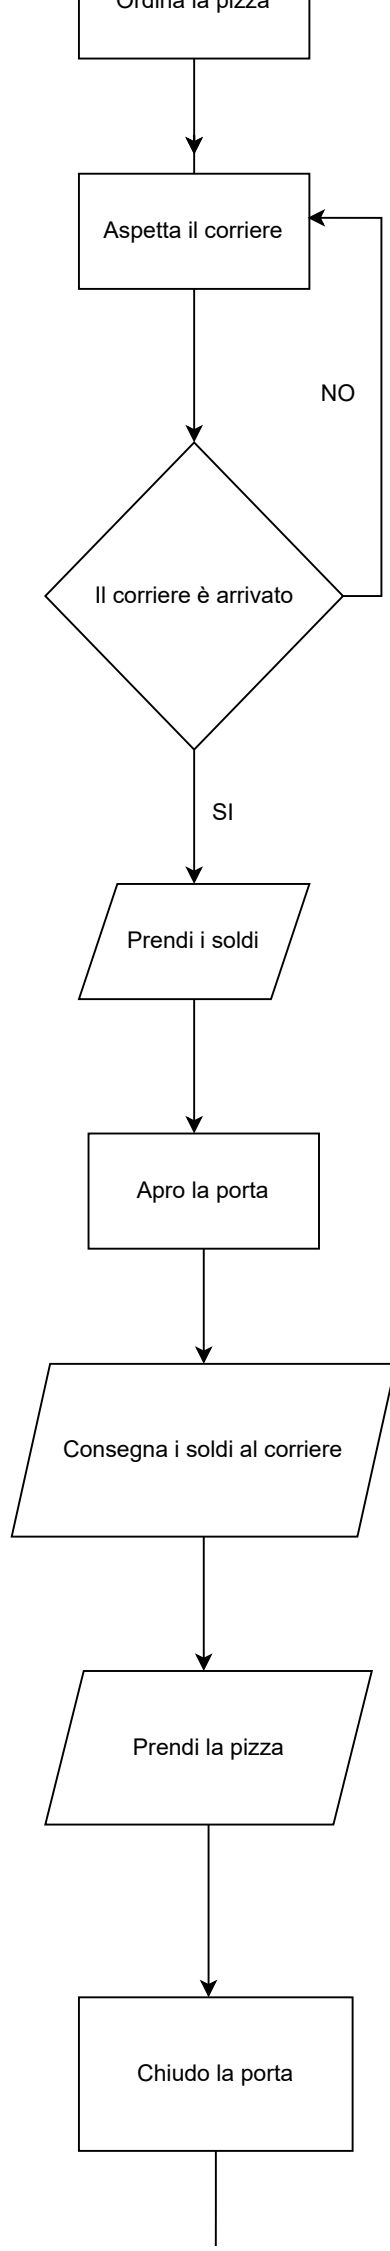 Ordina la pizza
Aspetta il corriere
NO
Il corriere è arrivato
SI
Prendi i soldi
Apro la porta
Consegna i soldi al corriere
Prendi la pizza
Chiudo la porta